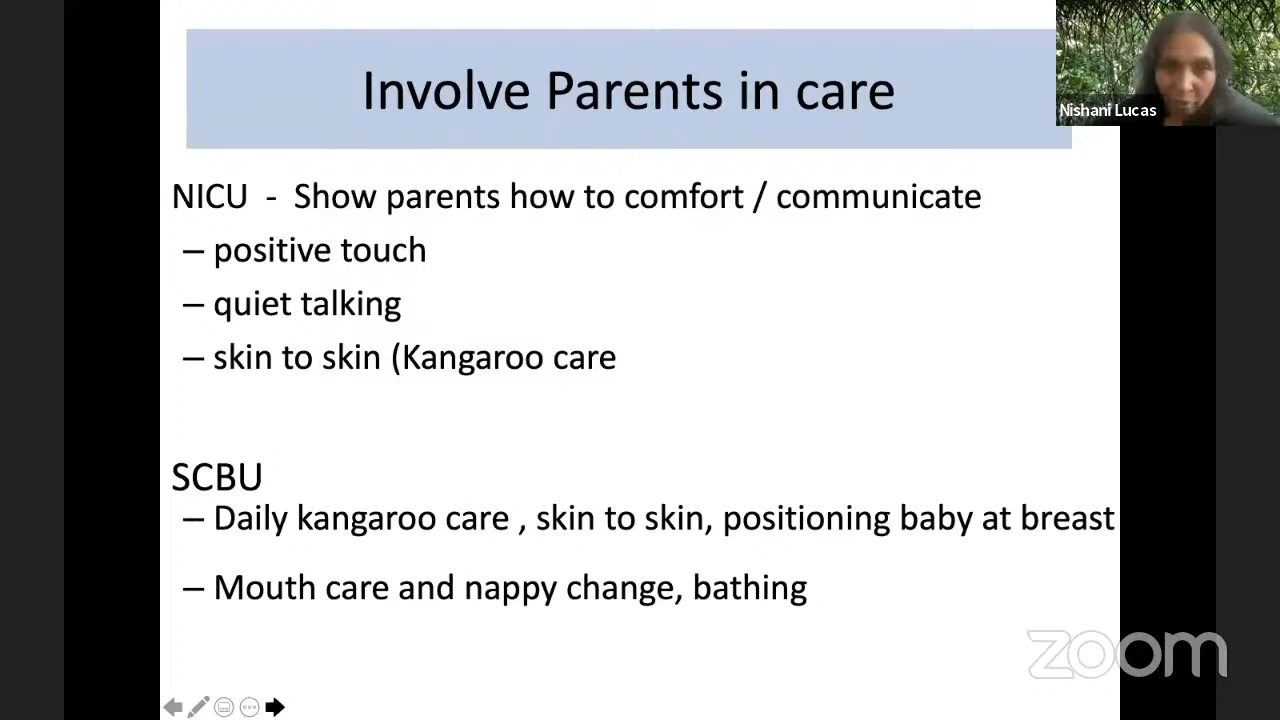 Involve Parents in care
Nishani Lucas
NICU - Show parents how to comfort / communicate
– positive touch
– quiet talking
– skin to skin (Kangaroo care
SCBU
– Daily kangaroo care , skin to skin, positioning baby at breast
– Mouth care and nappy change, bathing
zoom